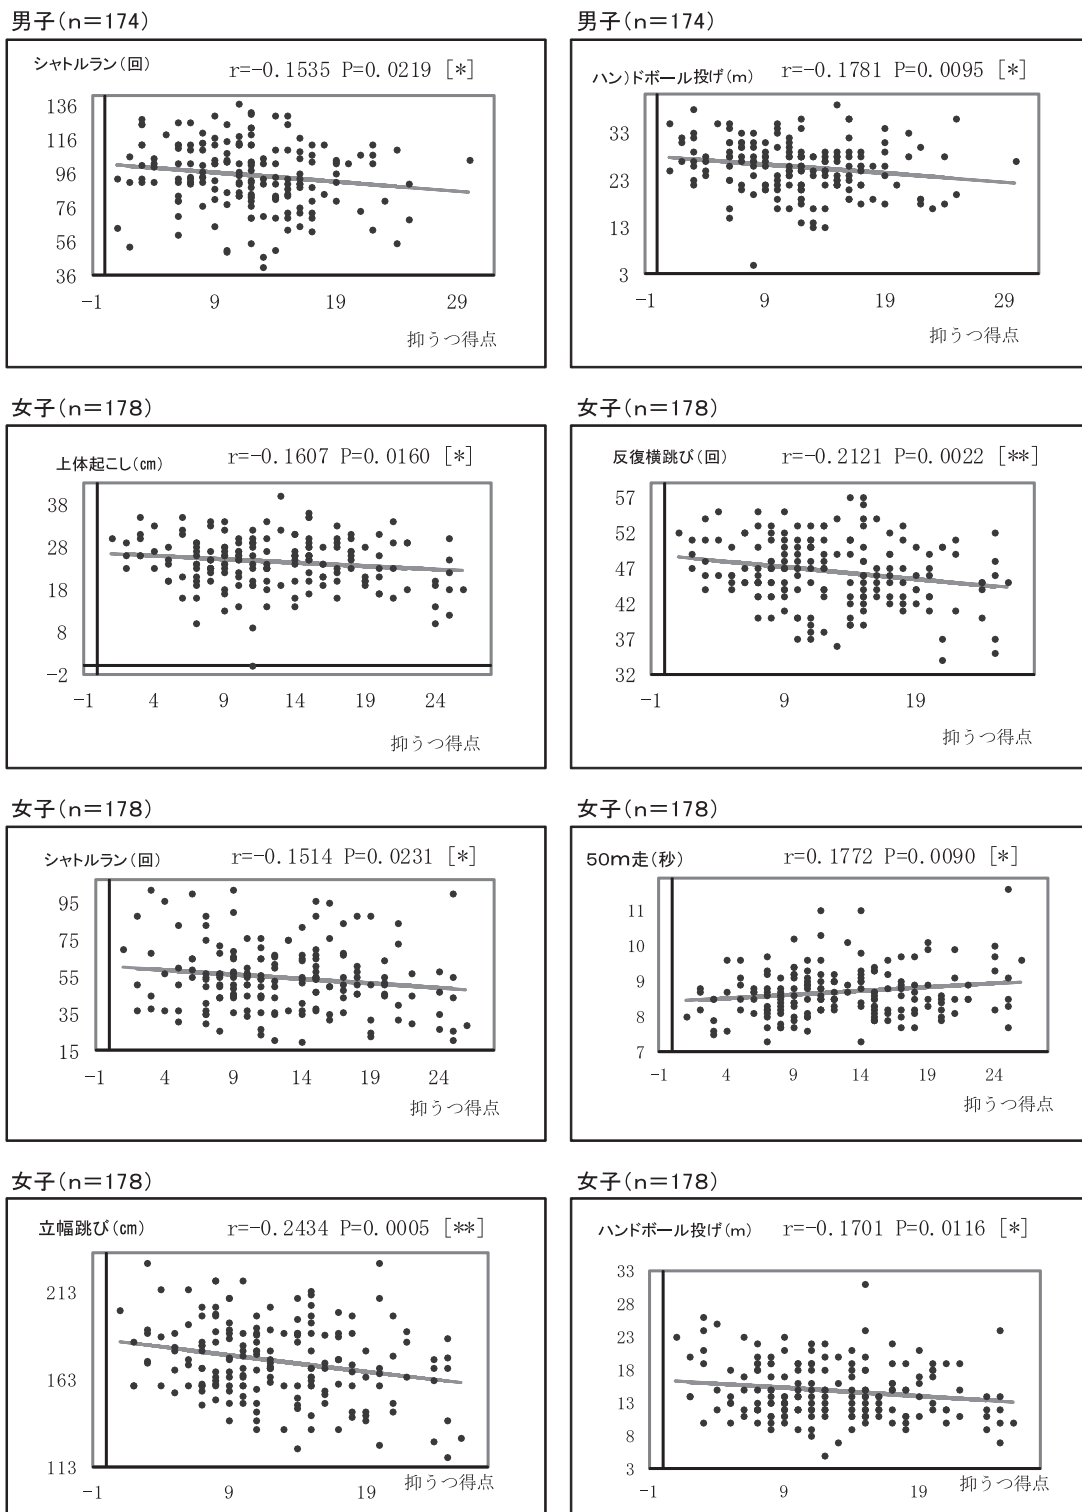 男子(n=174)
シャトルラン(回)
r=-0.1535 P=0.0219 [*]
136
116
96
76
56
36
-1 9 19 29
抑うつ得点
男子(n=174)
ハン)ドボール投げ(m)
r=-0.1781 P=0.0095 [*]
33
23
13
3
-1 9 19 29
抑うつ得点
女子(n=178)
上体起こし(cm)
r=-0.1607 P=0.0160 [*]
38
28
18
8
-2
-1 4 9 14 19 24
抑うつ得点
女子(n=178)
反復横跳び(回)
r=-0.2121 P=0.0022 [**]
57
52
47
42
37
32
-1 9 19
抑うつ得点
女子(n=178)
シャトルラン(回)
r=-0.1514 P=0.0231 [*]
95
75
55
35
15
-1 4 9 14 19 24
抑うつ得点
女子(n=178)
50m走(秒)
r=0.1772 P=0.0090 [*]
11
10
9
8
7
-1 4 9 14 19 24
抑うつ得点
女子(n=178)
立幅跳び(cm)
r=-0.2434 P=0.0005 [**]
213
163
113
-1 9 19
抑うつ得点
女子(n=178)
ハンドボール投げ(m)
r=-0.1701 P=0.0116 [*]
33
28
23
18
13
8
3
-1 9 19
抑うつ得点